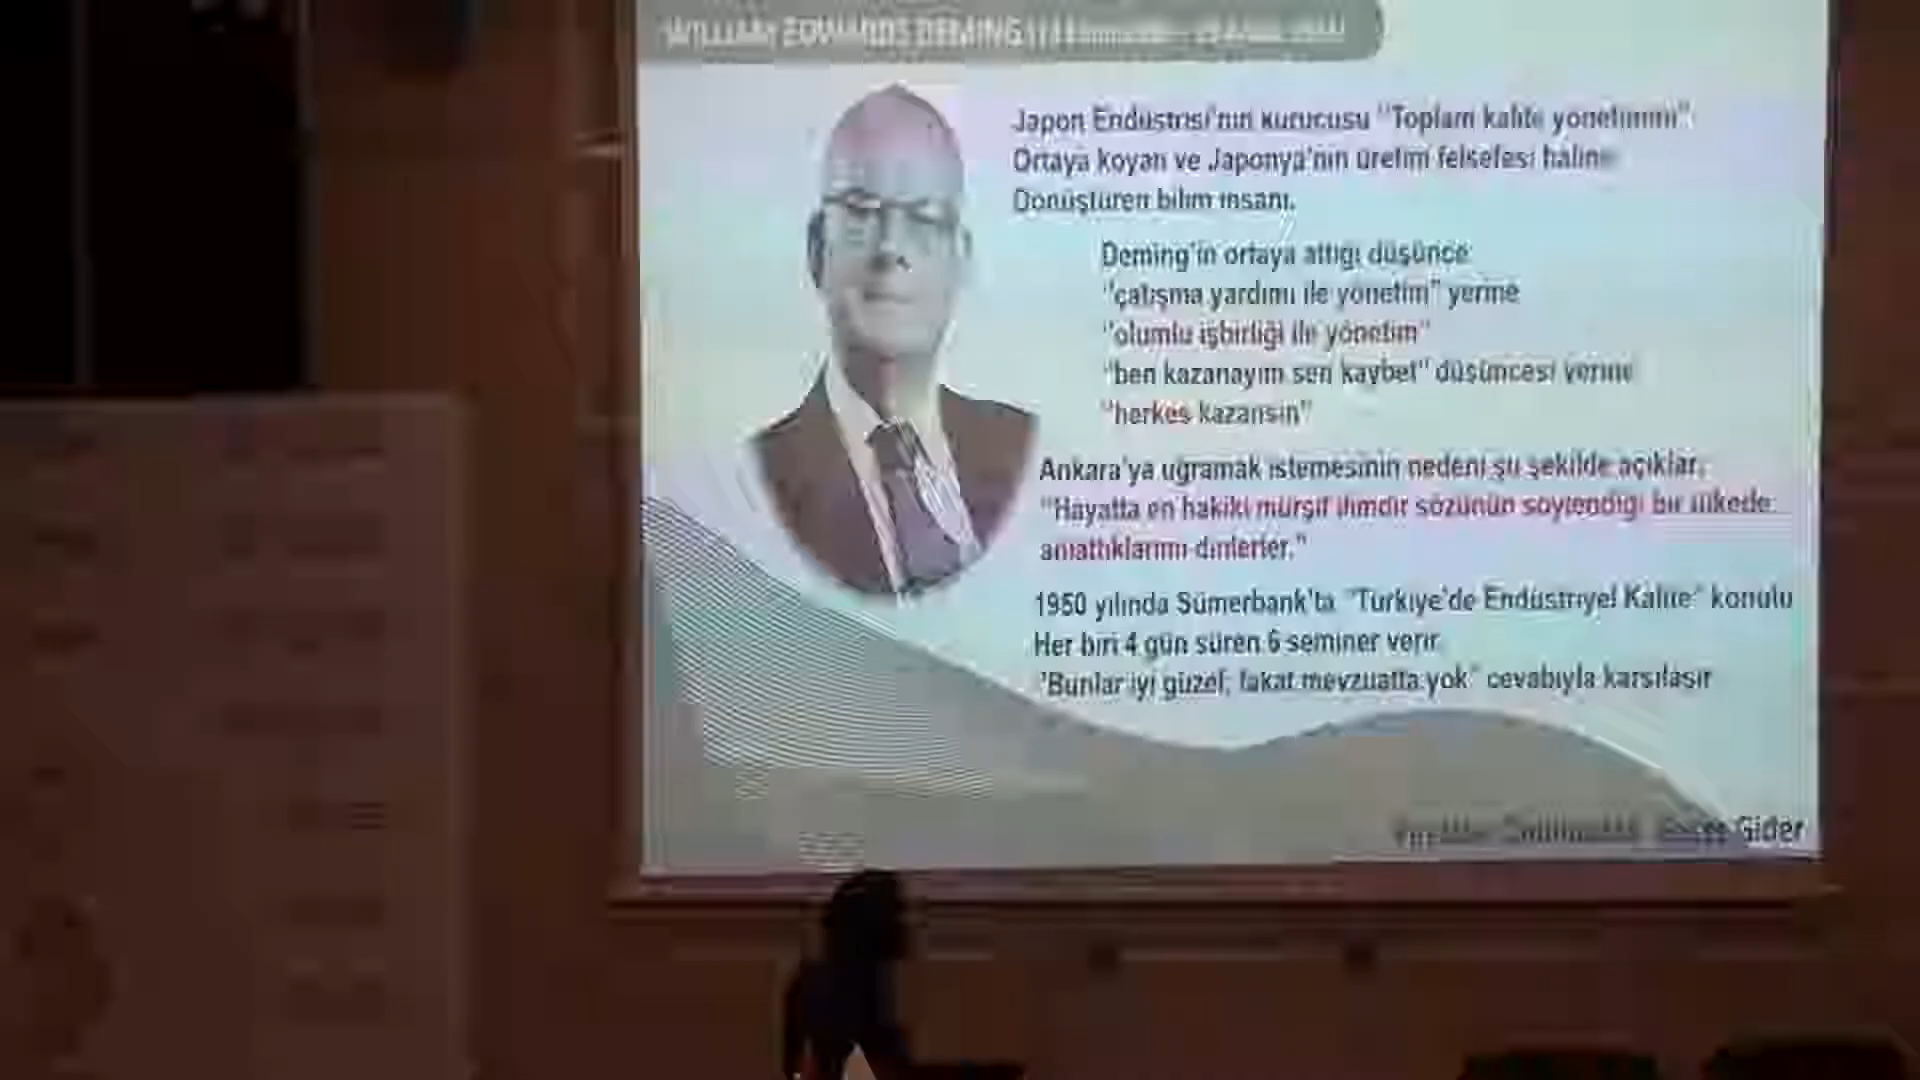 WILLIAM EDWARDS DEMING
Japon Endüstrisi'nin kurucusu "Toplam kalite yönetimini"
Ortaya koyan ve Japonya'nın üretim felsefesi haline
Dönüştüren bilim insanı.
Deming'in ortaya attığı düşünce
"çatışma yardımı ile yönetim" yerine
"olumlu işbirliği ile yönetim"
"ben kazanayım sen kaybet" düşüncesi yerine
"herkes kazansın"
Ankara'ya uğramak istemesinin nedeni şu şekilde açıklar.
"Hayatta en hakiki mürşit ilimdir sözünün söylendiği bir ülkede
anlattıklarımı dinlerler."
1950 yılında Sümerbank'ta "Türkiye'de Endüstriyel Kalite" konulu
Her biri 4 gün süren 6 seminer verir.
"Bunlar iyi güzel, fakat mevzuatta yok" cevabıyla karşılaşır
Gider